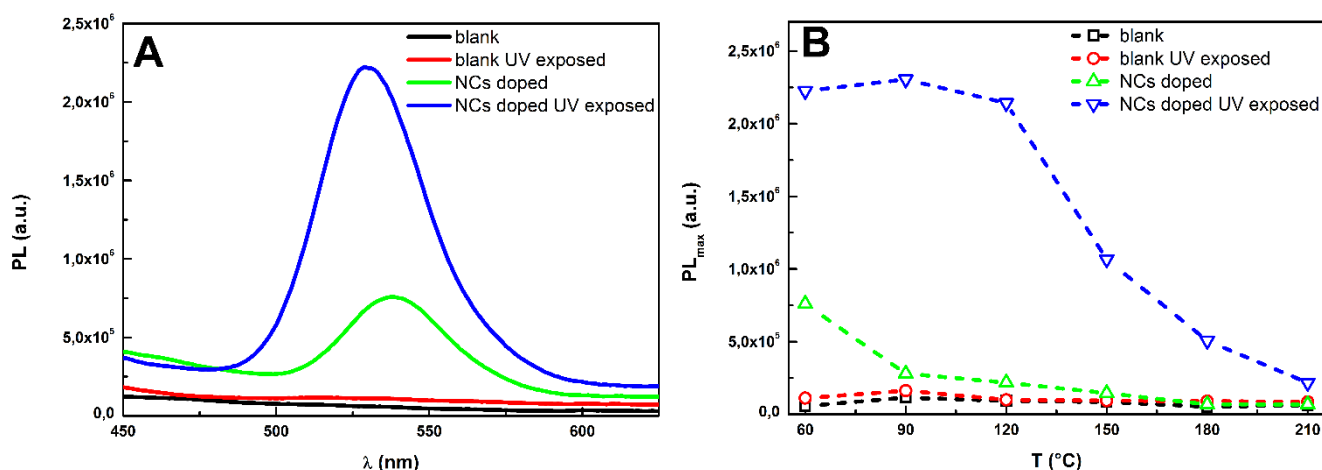 A
2,5x10⁶
2,0x10⁶
1,5x10⁶
1,0x10⁶
5,0x10⁵
0,0
PL (a.u.)
blank
blank UV exposed
NCs doped
NCs doped UV exposed
450
500
550
600
λ (nm)
B
2,5x10⁶
2,0x10⁶
1,5x10⁶
1,0x10⁶
5,0x10⁵
0,0
PLmax (a.u.)
blank
blank UV exposed
NCs doped
NCs doped UV exposed
60
90
120
150
180
210
T (°C)